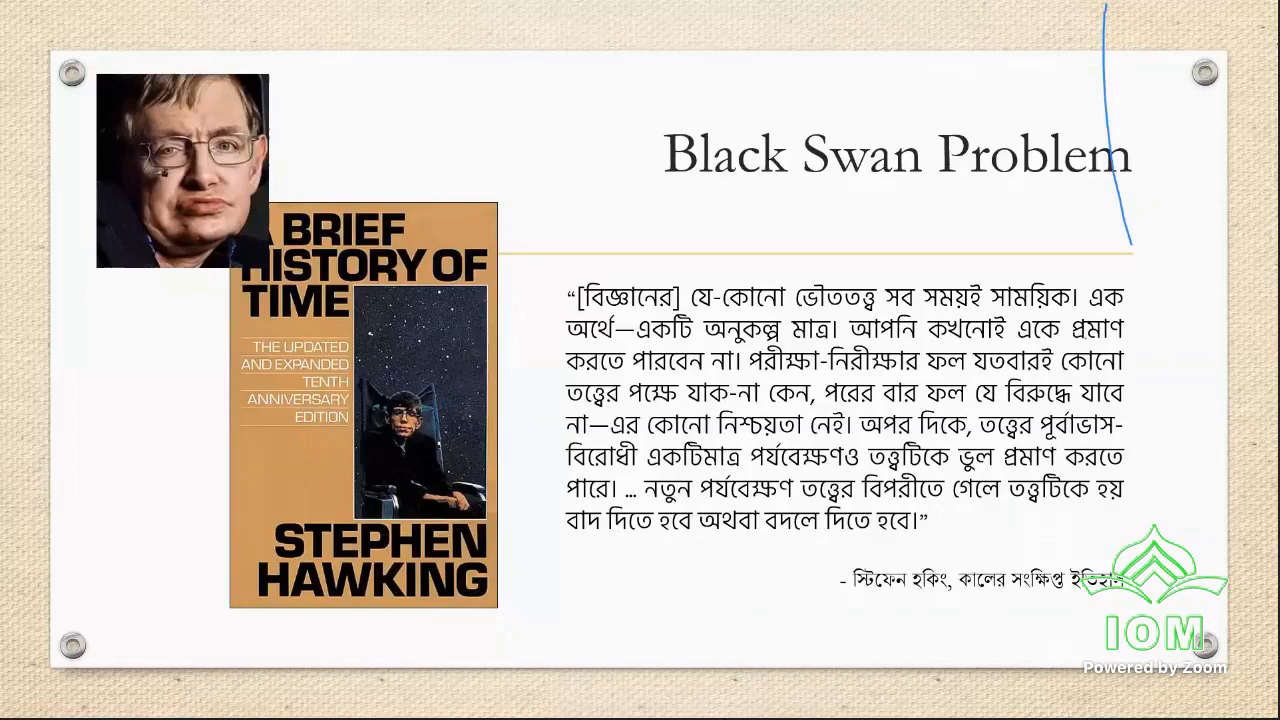 Black Swan Problem
A BRIEF
HISTORY OF
TIME
THE UPDATED
AND EXPANDED
TENTH
ANNIVERSARY
EDITION
STEPHEN
HAWKING
“[বিজ্ঞানের] যে-কোনো ভৌততত্ত্ব সব সময়ই সাময়িক। এক
অর্থে—একটি অনুকল্প মাত্র। আপনি কখনোই একে প্রমাণ
করতে পারবেন না। পরীক্ষা-নিরীক্ষার ফল যতবারই কোনো
তত্ত্বের পক্ষে যাক-না কেন, পরের বার ফল যে বিরুদ্ধে যাবে
না—এর কোনো নিশ্চয়তা নেই। অপর দিকে, তত্ত্বের পূর্বাভাস-
বিরোধী একটিমাত্র পর্যবেক্ষণও তত্ত্বটিকে ভুল প্রমাণ করতে
পারে। ... নতুন পর্যবেক্ষণ তত্ত্বের বিপরীতে গেলে তত্ত্বটিকে হয়
বাদ দিতে হবে অথবা বদলে দিতে হবে।”
- স্টিফেন হকিং, কালের সংক্ষিপ্ত ইতিহাস
IOM
Powered by Zoom